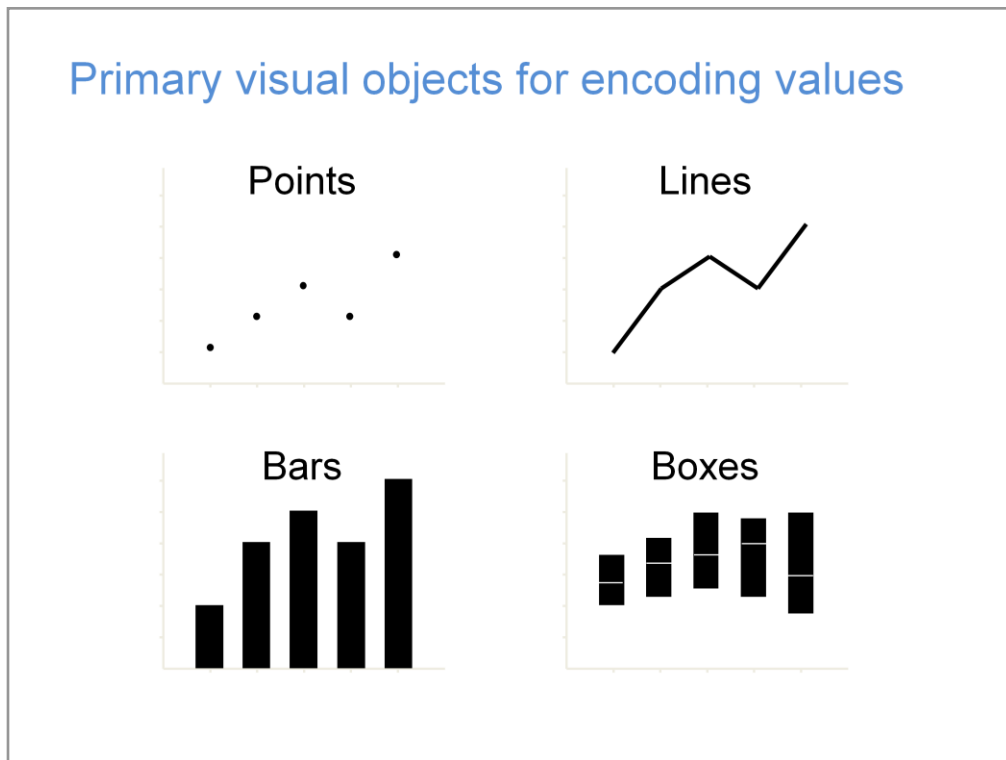 Primary visual objects for encoding values
Points
Lines
Bars
Boxes